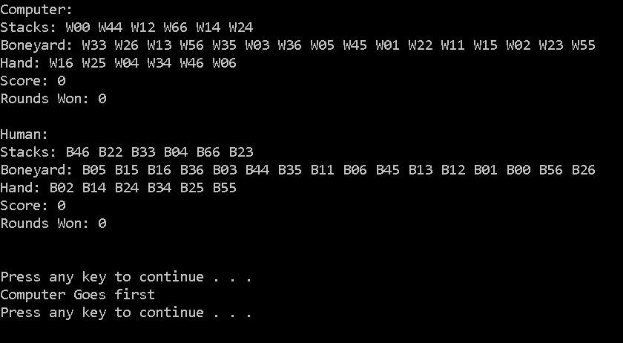 Computer:
Stacks: W00 W44 W12 W66 W14 W24
Boneyard: W33 W26 W13 W56 W35 W03 W36 W05 W45 W01 W22 W11 W15 W02 W23 W55
Hand: W16 W25 W04 W34 W46 W06
Score: 0
Rounds Won: 0
Human:
Stacks: B46 B22 B33 B04 B66 B23
Boneyard: B05 B15 B16 B36 B03 B44 B35 B11 B06 B45 B13 B12 B01 B00 B56 B26
Hand: B02 B14 B24 B34 B25 B55
Score: 0
Rounds Won: 0
Press any key to continue . . .
Computer Goes first
Press any key to continue . . .